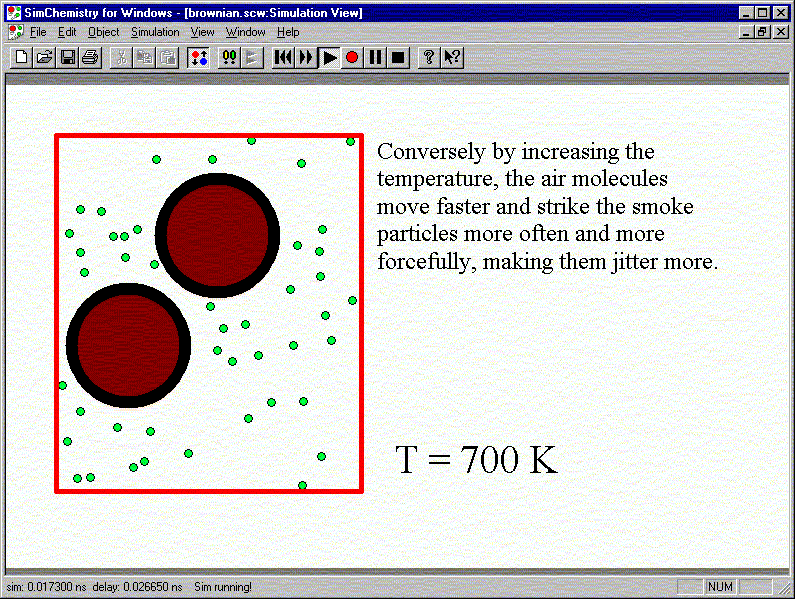 SimChemistry for Windows - [brownian.scw:Simulation View]
File Edit Object Simulation View Window Help
Conversely by increasing the
temperature, the air molecules
move faster and strike the smoke
particles more often and more
forcefully, making them jitter more.
T = 700 K
sim: 0.017300 ns delay: 0.026650 ns Sim running!
NUM